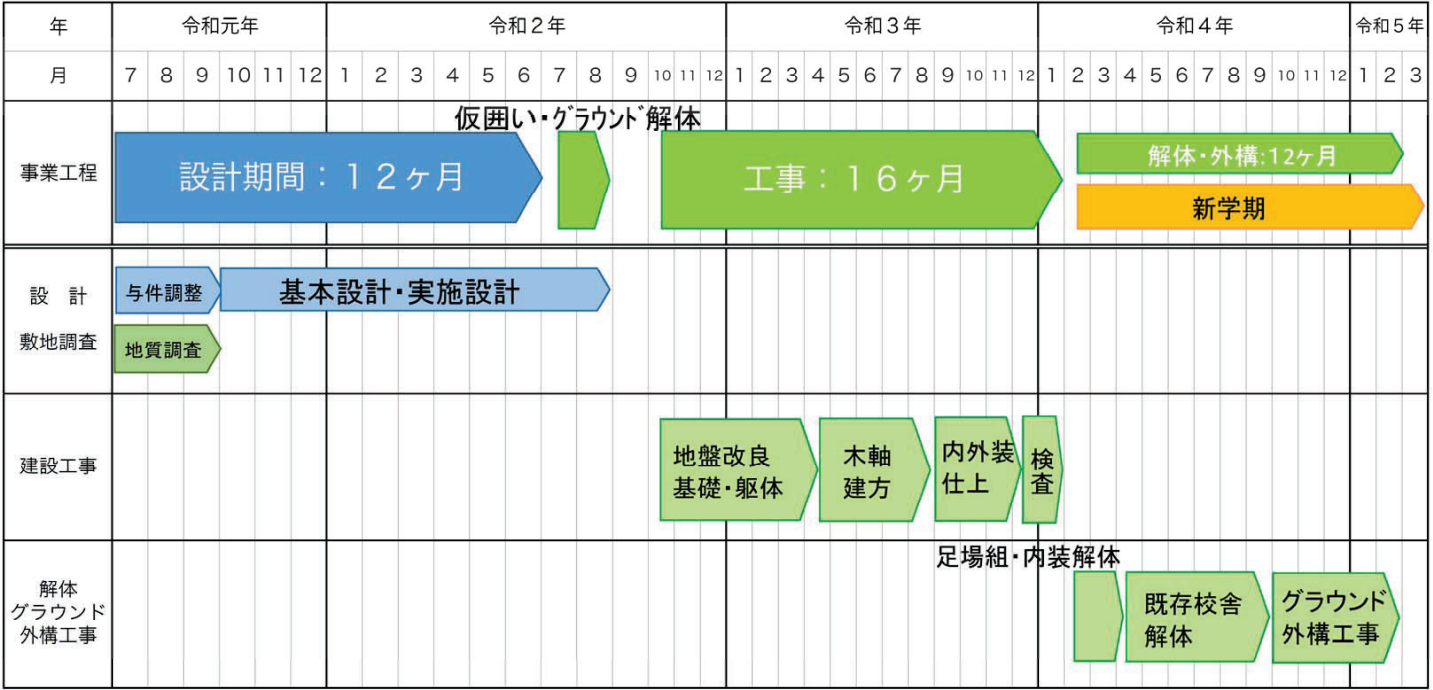 年 令和元年 令和２年 令和３年 令和４年 令和５年
月 7 8 9 10 11 12 1 2 3 4 5 6 7 8 9 10 11 12 1 2 3 4 5 6 7 8 9 10 11 12 1 2 3 4 5 6 7 8 9 10 11 12 1 2 3
仮囲い・グラウンド解体
事業工程
設計期間：１２ヶ月
工事：１６ヶ月
解体・外構:12ヶ月
新学期
設　計
敷地調査
与件調整
基本設計・実施設計
地質調査
建設工事
地盤改良
基礎・躯体
木軸
建方
内外装
仕上
検
査
足場組・内装解体
解体
グラウンド
外構工事
既存校舎
解体
グラウンド
外構工事